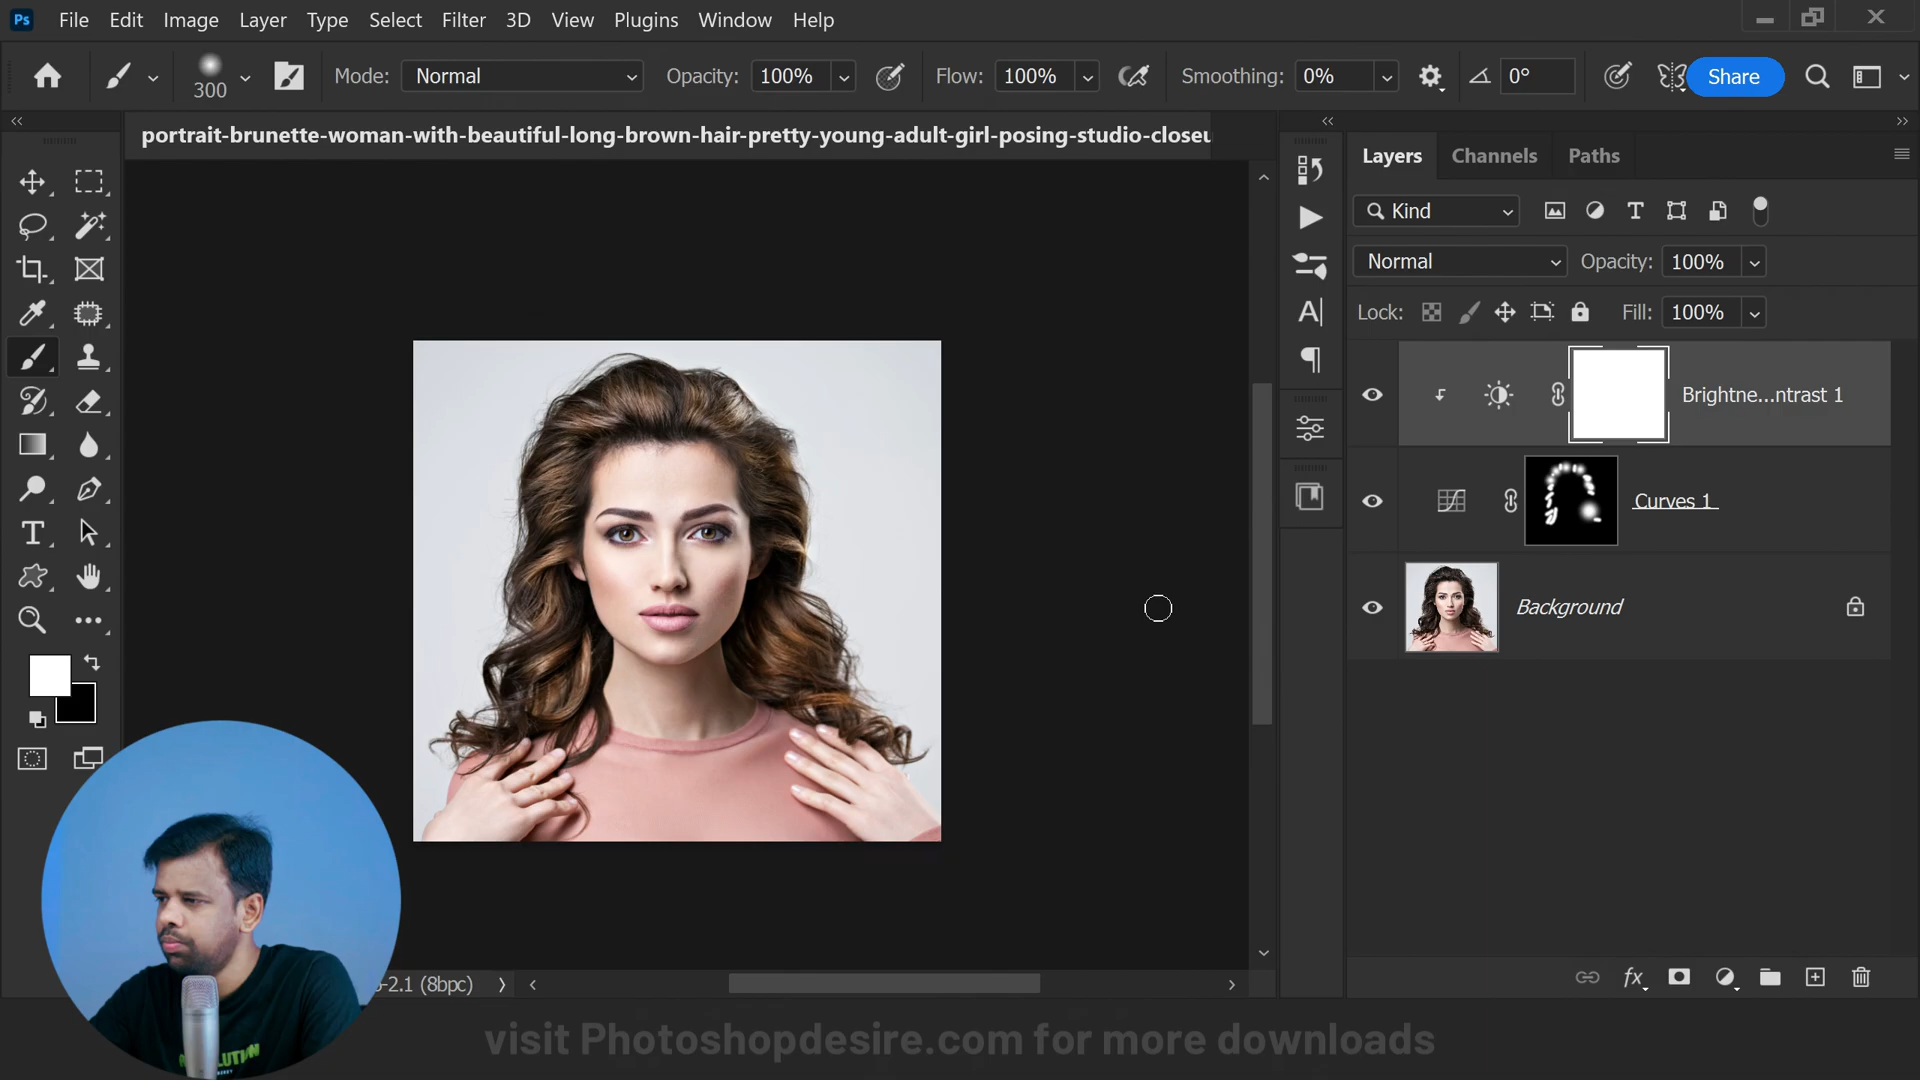 Ps File Edit Image Layer Type Select Filter 3D View Plugins Window Help
300 Mode: Normal Opacity: 100% Flow: 100% Smoothing: 0% 0° Share
portrait-brunette-woman-with-beautiful-long-brown-hair-pretty-young-adult-girl-posing-studio-closeu
Layers Channels Paths
Kind
Normal Opacity: 100%
Lock: Fill: 100%
Brightne...ntrast 1
Curves 1
Background
-2.1 (8bpc)
visit Photoshopdesire.com for more downloads